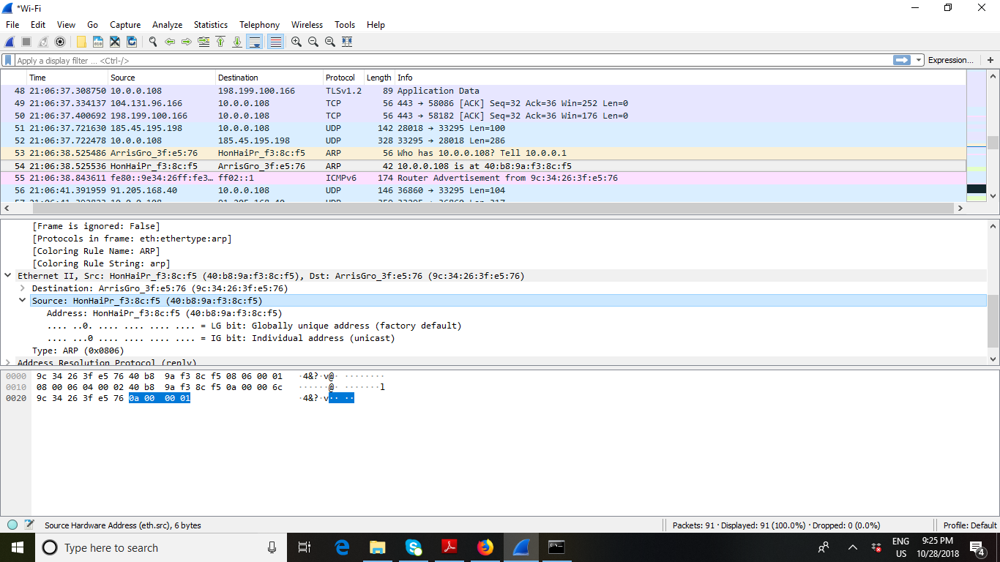 *Wi-Fi
File Edit View Go Capture Analyze Statistics Telephony Wireless Tools Help
Apply a display filter ... <Ctrl-/>
Expression... +
Time Source Destination Protocol Length Info
48 21:06:37.308750 10.0.0.108 198.199.100.166 TLSv1.2 89 Application Data
49 21:06:37.334137 104.131.96.166 10.0.0.108 TCP 56 443 → 58086 [ACK] Seq=32 Ack=36 Win=252 Len=0
50 21:06:37.400692 198.199.100.166 10.0.0.108 TCP 56 443 → 58182 [ACK] Seq=32 Ack=36 Win=176 Len=0
51 21:06:37.721630 185.45.195.198 10.0.0.108 UDP 142 28018 → 33295 Len=100
52 21:06:37.722478 10.0.0.108 185.45.195.198 UDP 328 33295 → 28018 Len=286
53 21:06:38.525486 ArrisGro_3f:e5:76 HonHaiPr_f3:8c:f5 ARP 56 Who has 10.0.0.108? Tell 10.0.0.1
54 21:06:38.525536 HonHaiPr_f3:8c:f5 ArrisGro_3f:e5:76 ARP 42 10.0.0.108 is at 40:b8:9a:f3:8c:f5
55 21:06:38.843611 fe80::9e34:26ff:fe3… ff02::1 ICMPv6 174 Router Advertisement from 9c:34:26:3f:e5:76
56 21:06:41.391959 91.205.168.40 10.0.0.108 UDP 146 36860 → 33295 Len=104
[Frame is ignored: False]
[Protocols in frame: eth:ethertype:arp]
[Coloring Rule Name: ARP]
[Coloring Rule String: arp]
Ethernet II, Src: HonHaiPr_f3:8c:f5 (40:b8:9a:f3:8c:f5), Dst: ArrisGro_3f:e5:76 (9c:34:26:3f:e5:76)
Destination: ArrisGro_3f:e5:76 (9c:34:26:3f:e5:76)
Source: HonHaiPr_f3:8c:f5 (40:b8:9a:f3:8c:f5)
Address: HonHaiPr_f3:8c:f5 (40:b8:9a:f3:8c:f5)
.... ..0. .... .... .... .... = LG bit: Globally unique address (factory default)
.... ...0 .... .... .... .... = IG bit: Individual address (unicast)
Type: ARP (0x0806)
Address Resolution Protocol (reply)
0000 9c 34 26 3f e5 76 40 b8 9a f3 8c f5 08 06 00 01 ·4&?·v@· ········
0010 08 00 06 04 00 02 40 b8 9a f3 8c f5 0a 00 00 6c ······@· ·······l
0020 9c 34 26 3f e5 76 0a 00 00 01 ·4&?·v·· ··
Source Hardware Address (eth.src), 6 bytes
Packets: 91 · Displayed: 91 (100.0%) · Dropped: 0 (0.0%)
Profile: Default
Type here to search
ENG
US
9:25 PM
10/28/2018
4